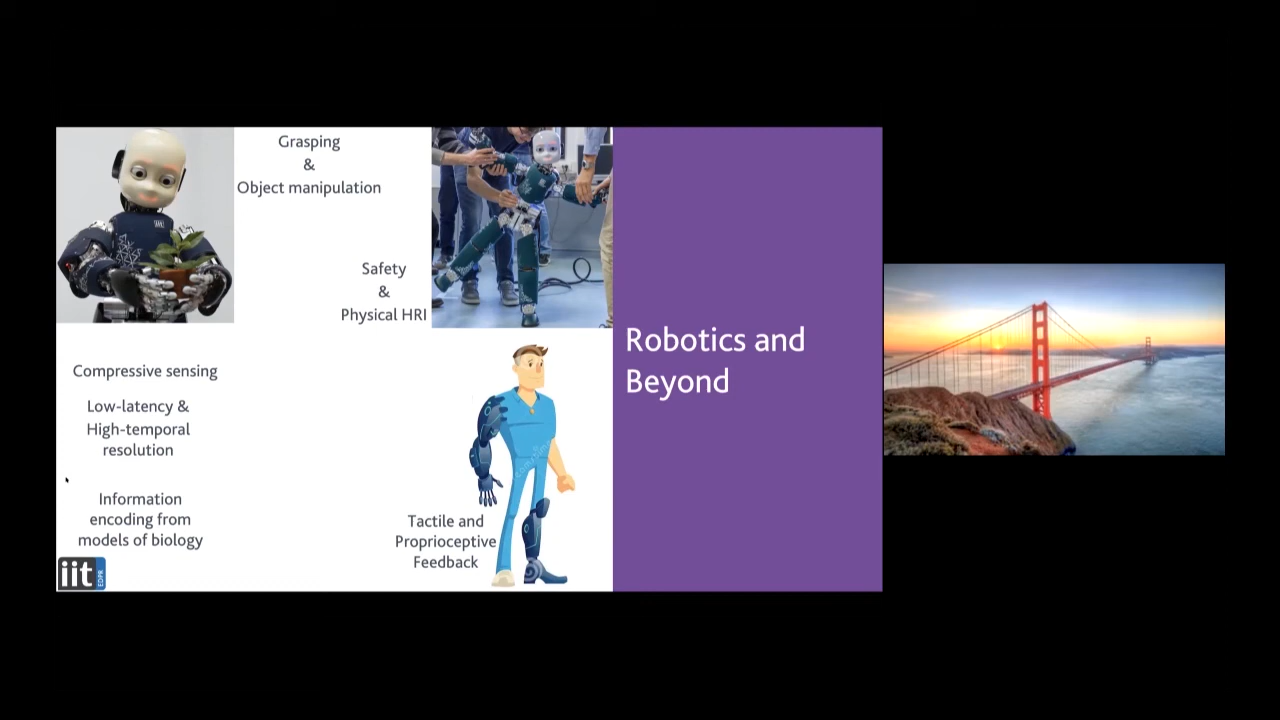 Grasping
&
Object manipulation
Safety
&
Physical HRI
Compressive sensing
Low-latency &
High-temporal
resolution
Information
encoding from
models of biology
Tactile and
Proprioceptive
Feedback
iit
EDPR
Robotics and
Beyond